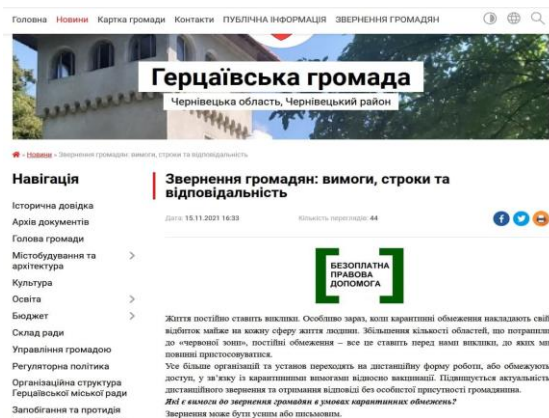 Головна Новини Картка громади Контакти ПУБЛІЧНА ІНФОРМАЦІЯ ЗВЕРНЕННЯ ГРОМАДЯН
Герцаївська громада
Чернівецька область, Чернівецький район
» Новини » Звернення громадян: вимоги, строки та відповідальність
Навігація
Історична довідка
Архів документів
Голова громади
Містобудування та
архітектура
Культура
Освіта
Бюджет
Склад ради
Управління громадою
Регуляторна політика
Організаційна структура
Герцаївської міської ради
Запобігання та протидія
Звернення громадян: вимоги, строки та
відповідальність
Дата: 15.11.2021 16:33 Кількість переглядів: 44
БЕЗОПЛАТНА
ПРАВОВА
ДОПОМОГА
Життя постійно ставить виклики. Особливо зараз, коли карантинні обмеження накладають свій
відбиток майже на кожну сферу життя людини. Збільшення кількості областей, що потрапили
до «червоної зони», постійні обмеження – все це ставить перед нами виклики, до яких ми
повинні пристосовуватися.
Усе більше організацій та установ переходять на дистанційну форму роботи, або обмежують
доступ, у зв'язку із карантинними вимогами відносно вакцинації. Підвищується актуальність
дистанційного звернення та отримання відповіді без особистої присутності громадянина.
Які є вимоги до звернення громадян в умовах карантинних обмежень?
Звернення може бути усним або письмовим.